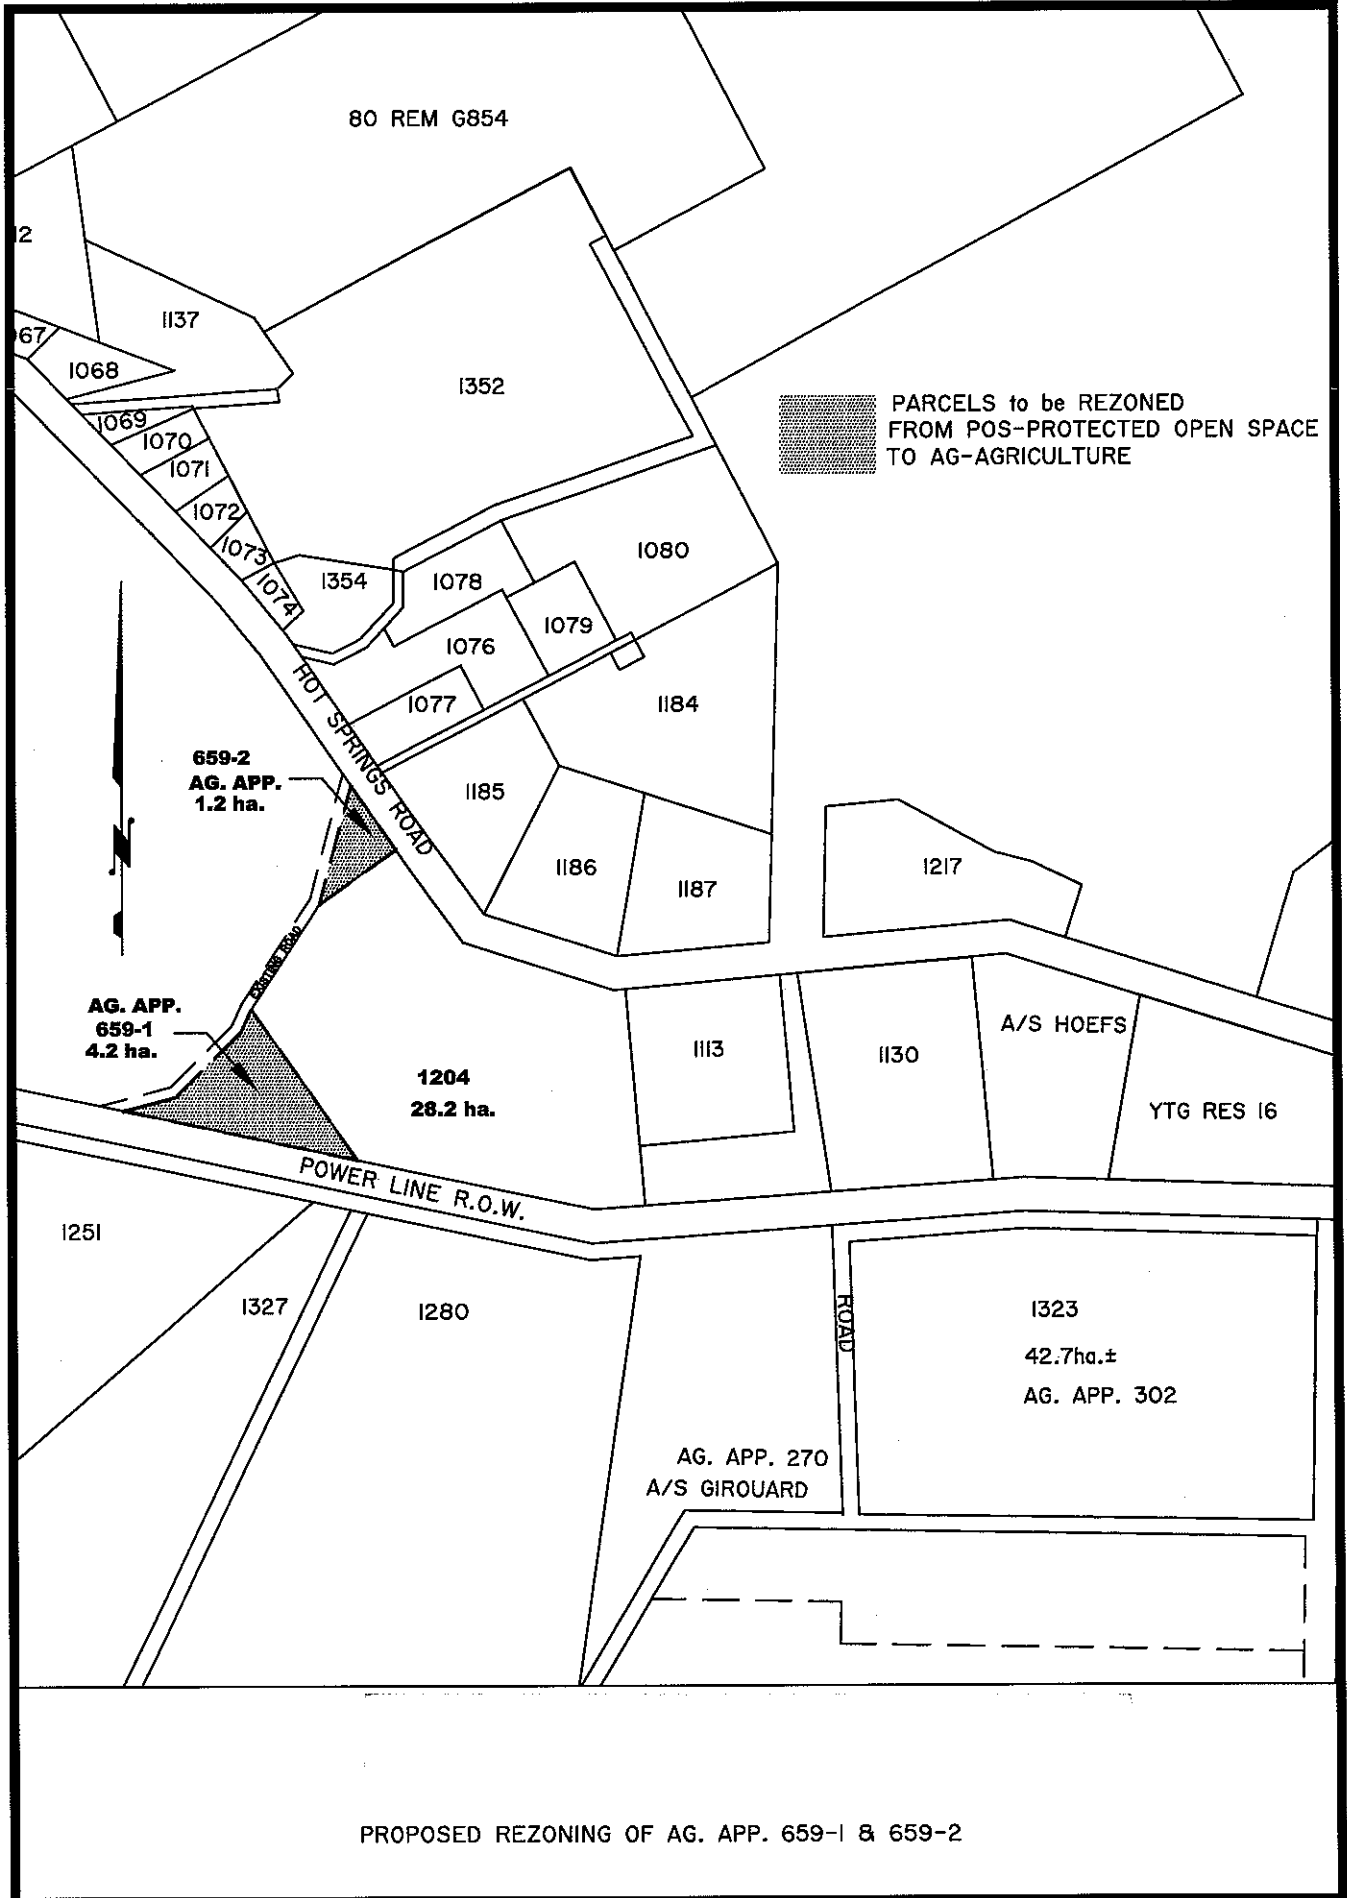 80 REM G854
12
1137
067
1068
1352
1069
1070
1071
1072
1073
1074
PARCELS to be REZONED
FROM POS-PROTECTED OPEN SPACE
TO AG-AGRICULTURE
1354
1078
1080
1079
1076
1077
1184
HOT SPRINGS ROAD
659-2
AG. APP.
1.2 ha.
1185
1186
1187
1217
EXISTING ROAD
AG. APP.
659-1
4.2 ha.
1204
28.2 ha.
1113
1130
A/S HOEFS
YTG RES 16
POWER LINE R.O.W.
1251
1327
1280
ROAD
1323
42.7ha.±
AG. APP. 302
AG. APP. 270
A/S GIROUARD
PROPOSED REZONING OF AG. APP. 659-1 & 659-2